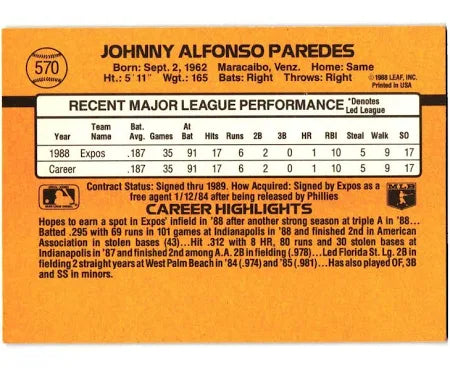 570
JOHNNY ALFONSO PAREDES
Born: Sept. 2, 1962 Maracaibo, Venz. Home: Same
Ht.: 5' 11" Wgt.: 165 Bats: Right Throws: Right
©1988 LEAF, INC.
Printed in USA
RECENT MAJOR LEAGUE PERFORMANCE *Denotes Led League
Year Team Name Bat. Avg. Games At Bat Hits Runs 2B 3B HR RBI Steal Walk SO
1988 Expos .187 35 91 17 6 2 0 1 10 5 9 17
Career .187 35 91 17 6 2 0 1 10 5 9 17
Contract Status: Signed thru 1989. How Acquired: Signed by Expos as a
free agent 1/12/84 after being released by Phillies
MLB
CAREER HIGHLIGHTS
Hopes to earn a spot in Expos' infield in '88 after another strong season at triple A in '88...
Batted .295 with 69 runs in 101 games at Indianapolis in '88 and finished 2nd in American
Association in stolen bases (43)...Hit .312 with 8 HR, 80 runs and 30 stolen bases at
Indianapolis in '87 and finished 2nd among A.A. 2B in fielding (.978)...Led Florida St. Lg. 2B in
fielding 2 straight years at West Palm Beach in '84 (.974) and '85 (.981)...Has also played OF, 3B
and SS in minors.